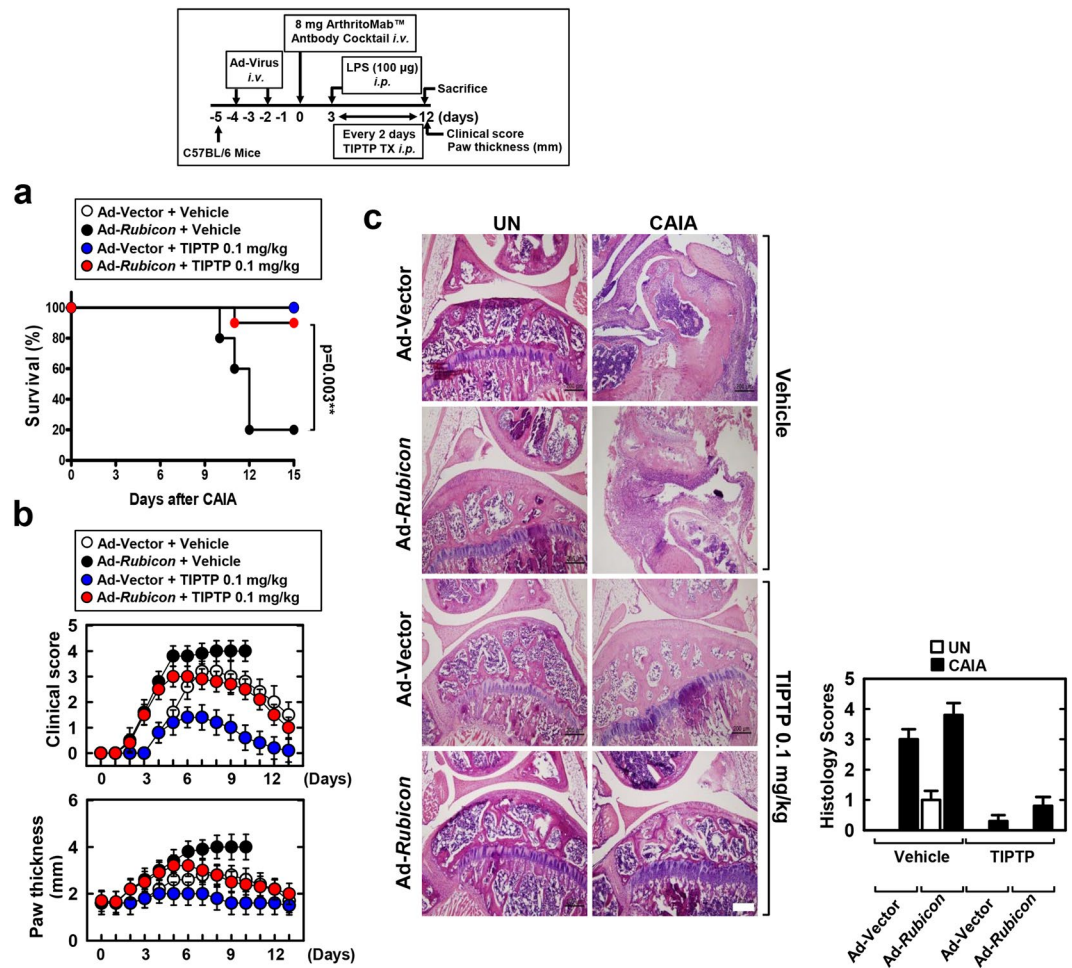 8 mg ArthritoMab™
Antbody Cocktail i.v.
Ad-Virus
i.v.
LPS (100 µg)
i.p.
Sacrifice
-5 -4 -3 -2 -1 0 3 12 (days)
Every 2 days
TIPTP TX i.p.
Clinical score
Paw thickness (mm)
C57BL/6 Mice
a
Ad-Vector + Vehicle
Ad-Rubicon + Vehicle
Ad-Vector + TIPTP 0.1 mg/kg
Ad-Rubicon + TIPTP 0.1 mg/kg
Survival (%)
100
80
60
40
20
0
0 3 6 9 12 15
Days after CAIA
p=0.003**
b
Ad-Vector + Vehicle
Ad-Rubicon + Vehicle
Ad-Vector + TIPTP 0.1 mg/kg
Ad-Rubicon + TIPTP 0.1 mg/kg
Clinical score
5
4
3
2
1
0
0 3 6 9 12 (Days)
Paw thickness
(mm)
6
4
2
0
0 3 6 9 12 (Days)
c
UN CAIA
Ad-Vector
Ad-Rubicon
Ad-Vector
Ad-Rubicon
Vehicle
TIPTP 0.1 mg/kg
UN
CAIA
Histology Scores
5
4
3
2
1
0
Vehicle TIPTP
Ad-Vector
Ad-Rubicon
Ad-Vector
Ad-Rubicon